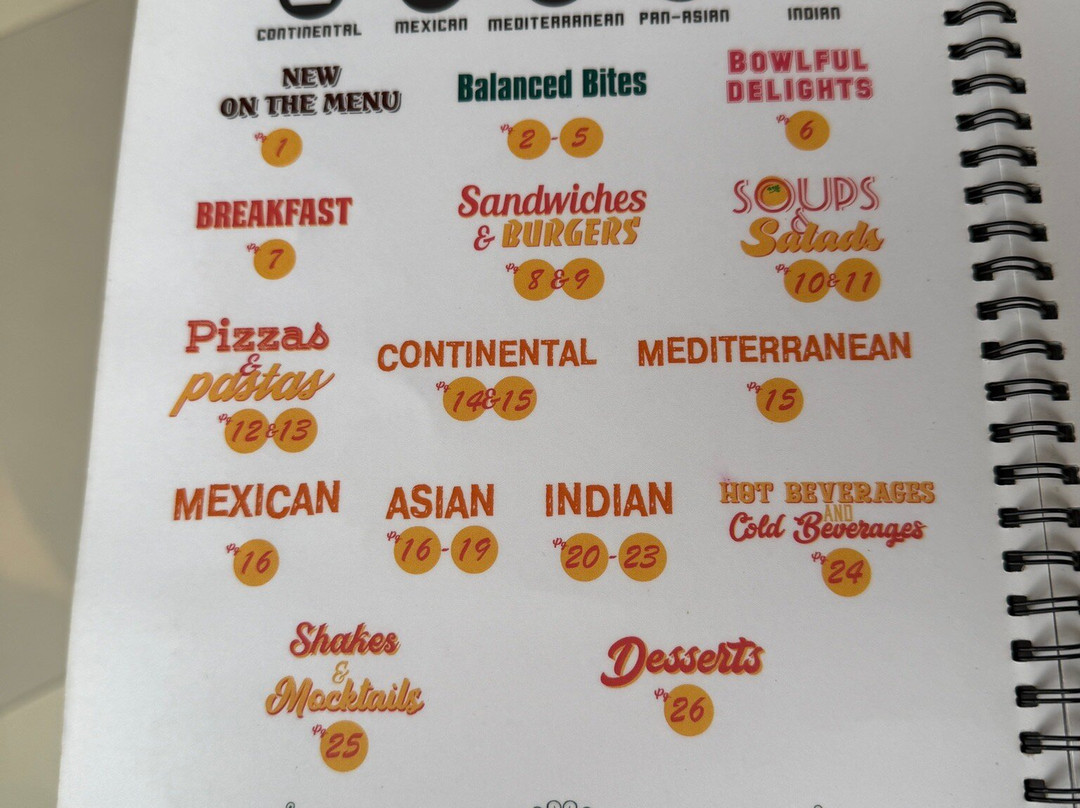 CONTINENTAL MEXICAN MEDITERRANEAN PAN-ASIAN INDIAN
NEW
ON THE MENU
Pg 1
Balanced Bites
Pg 2 - 5
BOWLFUL
DELIGHTS
Pg 6
BREAKFAST
Pg 7
Sandwiches
& BURGERS
Pg 8 & 9
SOUPS
&
Salads
Pg 10 & 11
Pizzas
&
pastas
Pg 12 & 13
CONTINENTAL
Pg 14 & 15
MEDITERRANEAN
Pg 15
MEXICAN
Pg 16
ASIAN
Pg 16 - 19
INDIAN
Pg 20 - 23
HOT BEVERAGES
AND
Cold Beverages
Pg 24
Shakes
&
Mocktails
Pg 25
Desserts
Pg 26